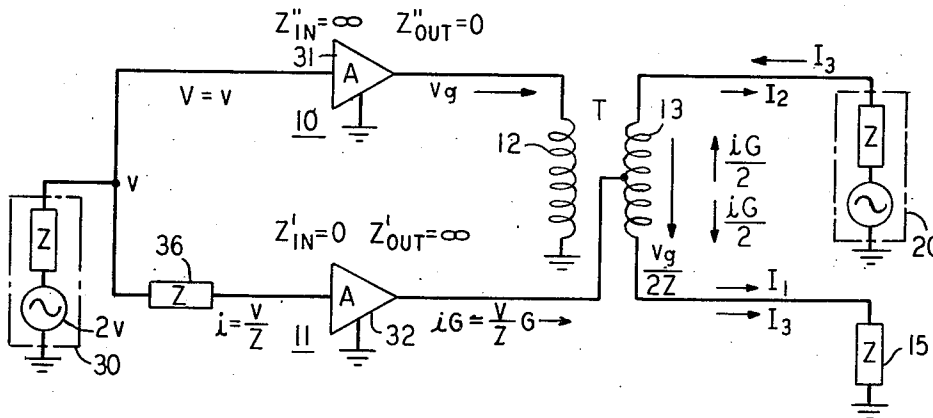 Z''IN=∞ Z''OUT=0
31
A
V=v
vg
10
T
12
13
I3
I2
iG/2
iG/2
Z
20
v
Z
2v
30
36
Z
i=v/Z
Z'IN=0 Z'OUT=∞
A
11
32
iG=v/Z G
vg/2Z
I1
I3
Z
15